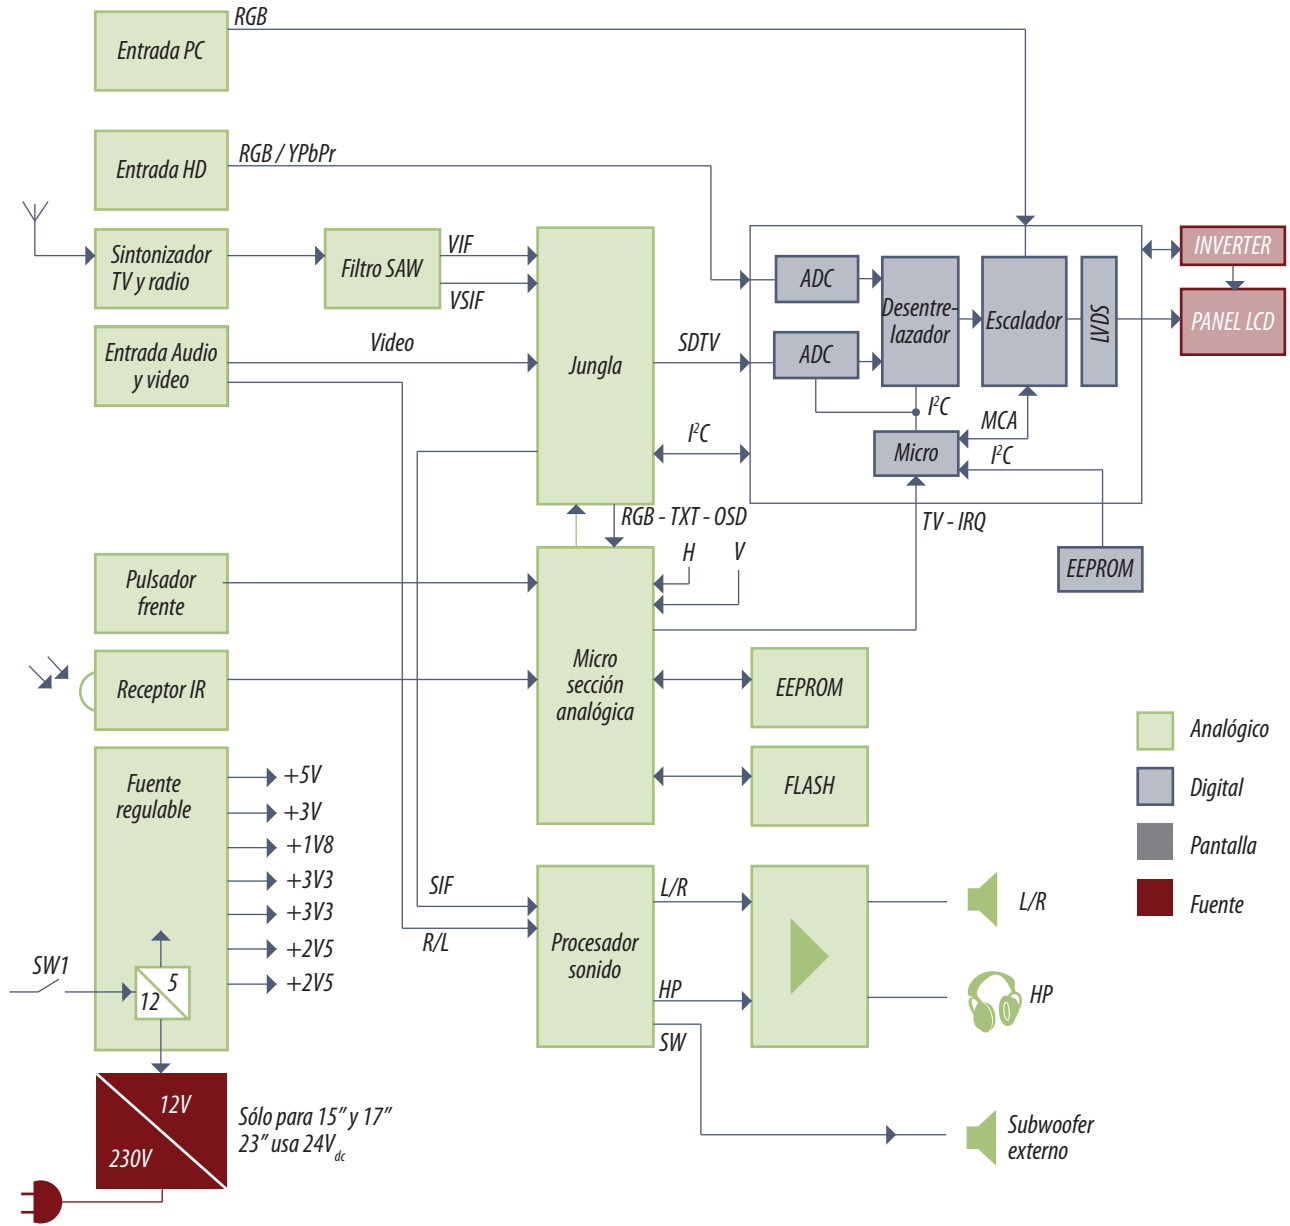 RGB
Entrada PC
RGB / YPbPr
Entrada HD
Sintonizador
TV y radio
Filtro SAW
VIF
VSIF
Entrada Audio
y video
Video
Jungla
SDTV
I²C
ADC
ADC
Desentre-
lazador
Escalador
LVDS
INVERTER
PANEL LCD
I²C
MCA
Micro
I²C
RGB - TXT - OSD
TV - IRQ
H
V
EEPROM
Pulsador
frente
Receptor IR
Micro
sección
analógica
EEPROM
FLASH
Fuente
regulable
+5V
+3V
+1V8
+3V3
+3V3
+2V5
+2V5
SW1
5
12
SIF
R/L
Procesador
sonido
L/R
HP
SW
L/R
HP
Subwoofer
externo
Analógico
Digital
Pantalla
Fuente
12V
230V
Sólo para 15” y 17”
23” usa 24Vdc